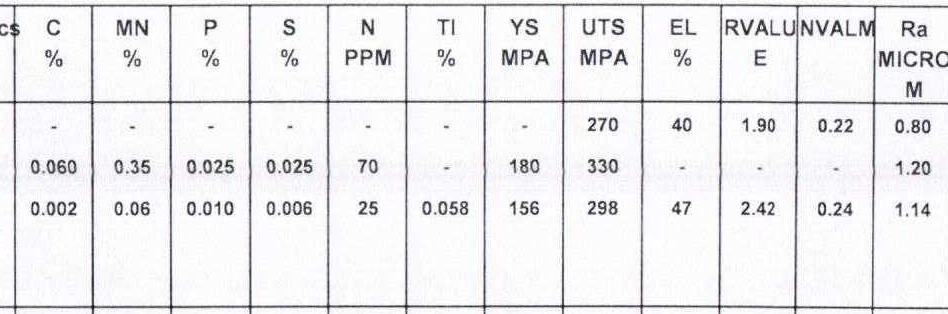 cs C MN P S N TI YS UTS EL RVALU NVALM Ra
% % % % PPM % MPA MPA % E MICRO
M
- - - - - - - 270 40 1.90 0.22 0.80
0.060 0.35 0.025 0.025 70 - 180 330 - - - 1.20
0.002 0.06 0.010 0.006 25 0.058 156 298 47 2.42 0.24 1.14